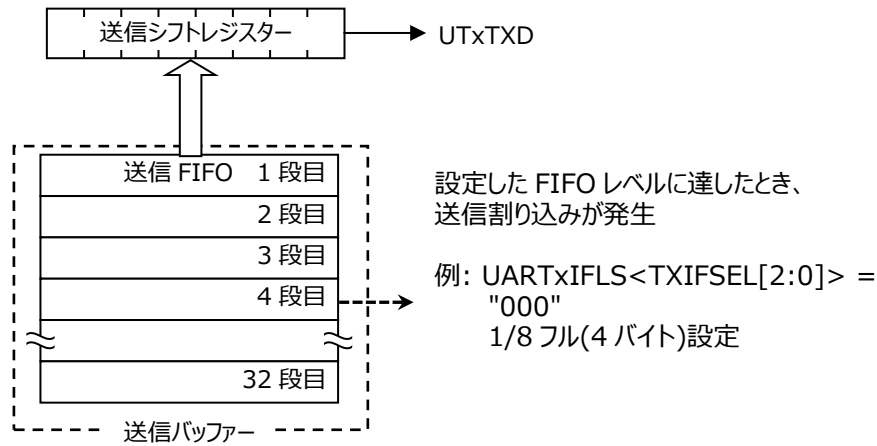 送信シフトレジスター
UTxTXD
送信 FIFO 1 段目
2 段目
3 段目
4 段目
32 段目
送信バッファー
設定した FIFO レベルに達したとき、
送信割り込みが発生
例: UARTxIFLS<TXIFSEL[2:0]> =
"000"
1/8 フル(4 バイト)設定